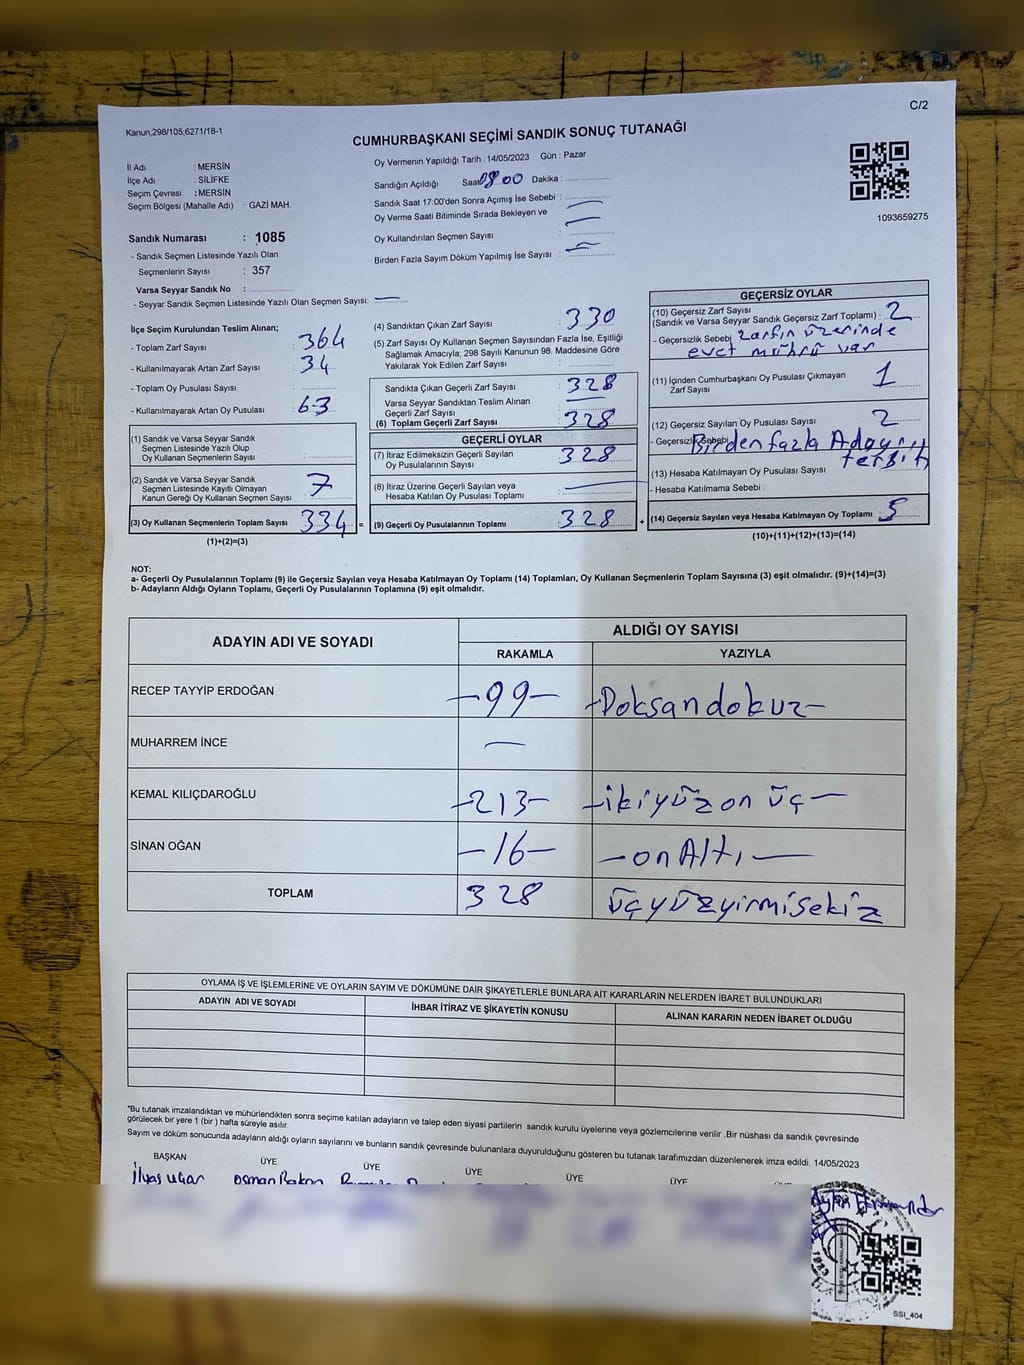 C/2
Kanun;298/105,6271/18-1
CUMHURBAŞKANI SEÇİMİ SANDIK SONUÇ TUTANAĞI
İl Adı : MERSİN
İlçe Adı : SİLİFKE
Seçim Çevresi : MERSİN
Seçim Bölgesi (Mahalle Adı) : GAZİ MAH.
Oy Vermenin Yapıldığı Tarih : 14/05/2023 Gün : Pazar
Sandığın Açıldığı Saat 08 00 Dakika :
Sandık Saat 17:00'den Sonra Açımış İse Sebebi : —
Oy Verme Saati Bitiminde Sırada Bekleyen ve
Oy Kullandırılan Seçmen Sayısı : —
Birden Fazla Sayım Döküm Yapılmış İse Sayısı : —
1093659275
Sandık Numarası : 1085
- Sandık Seçmen Listesinde Yazılı Olan
Seçmenlerin Sayısı : 357
Varsa Seyyar Sandık No :
- Seyyar Sandık Seçmen Listesinde Yazılı Olan Seçmen Sayısı: —
İlçe Seçim Kurulundan Teslim Alınan;
- Toplam Zarf Sayısı : 364
- Kullanılmayarak Artan Zarf Sayısı : 34
- Toplam Oy Pusulası Sayısı :
- Kullanılmayarak Artan Oy Pusulası : 63
(1) Sandık ve Varsa Seyyar Sandık
Seçmen Listesinde Yazılı Olup
Oy Kullanan Seçmenlerin Sayısı :
(2) Sandık ve Varsa Seyyar Sandık
Seçmen Listesinde Kayıtlı Olmayan
Kanun Gereği Oy Kullanan Seçmen Sayısı : 7
(3) Oy Kullanan Seçmenlerin Toplam Sayısı : 334 =
(1)+(2)=(3)
(4) Sandıktan Çıkan Zarf Sayısı : 330
(5) Zarf Sayısı Oy Kullanan Seçmen Sayısından Fazla İse, Eşitliği
Sağlamak Amacıyla; 298 Sayılı Kanunun 98. Maddesine Göre
Yakılarak Yok Edilen Zarf Sayısı :
Sandıkta Çıkan Geçerli Zarf Sayısı : 328
Varsa Seyyar Sandıktan Teslim Alınan
Geçerli Zarf Sayısı : —
(6) Toplam Geçerli Zarf Sayısı : 328
GEÇERLİ OYLAR
(7) İtiraz Edilmeksizin Geçerli Sayılan
Oy Pusulalarının Sayısı : 328
(8) İtiraz Üzerine Geçerli Sayılan veya
Hesaba Katılan Oy Pusulası Toplamı : —
(9) Geçerli Oy Pusulalarının Toplamı : 328 +
GEÇERSİZ OYLAR
(10) Geçersiz Zarf Sayısı
(Sandık ve Varsa Seyyar Sandık Geçersiz Zarf Toplamı) : 2
- Geçersizlik Sebebi : zarfın üzerinde
evet mührü var
(11) İçinden Cumhurbaşkanı Oy Pusulası Çıkmayan
Zarf Sayısı : 1
(12) Geçersiz Sayılan Oy Pusulası Sayısı : 2
- Geçersizlik Sebebi : Birden fazla Adayın
(13) Hesaba Katılmayan Oy Pusulası Sayısı :
- Hesaba Katılmama Sebebi :
(14) Geçersiz Sayılan veya Hesaba Katılmayan Oy Toplamı : 5
(10)+(11)+(12)+(13)=(14)
NOT:
a- Geçerli Oy Pusulalarının Toplamı (9) ile Geçersiz Sayılan veya Hesaba Katılmayan Oy Toplamı (14) Toplamları, Oy Kullanan Seçmenlerin Toplam Sayısına (3) eşit olmalıdır. (9)+(14)=(3)
b- Adayların Aldığı Oyların Toplamı, Geçerli Oy Pusulalarının Toplamına (9) eşit olmalıdır.
ADAYIN ADI VE SOYADI
ALDIĞI OY SAYISI
RAKAMLA YAZIYLA
RECEP TAYYİP ERDOĞAN -99- -Doksandokuz-
MUHARREM İNCE —
KEMAL KILIÇDAROĞLU -213- -ikiyüz on üç-
SİNAN OĞAN -16- -on Altı-
TOPLAM 328 üçyüzyirmisekiz
OYLAMA İŞ VE İŞLEMLERİNE VE OYLARIN SAYIM VE DÖKÜMÜNE DAİR ŞİKAYETLERLE BUNLARA AİT KARARLARIN NELERDEN İBARET BULUNDUKLARI
ADAYIN ADI VE SOYADI İHBAR İTİRAZ VE ŞİKAYETİN KONUSU ALINAN KARARIN NEDEN İBARET OLDUĞU
"Bu tutanak imzalandıktan ve mühürlendikten sonra seçime katılan adayların ve talep eden siyasi partilerin sandık kurulu üyelerine veya gözlemcilerine verilir .Bir nüshası da sandık çevresinde
görülecek bir yere 1 (bir ) hafta süreyle asılır.
Sayım ve döküm sonucunda adayların aldığı oyların sayılarını ve bunların sandık çevresinde bulunanlara duyurulduğunu gösteren bu tutanak tarafımızdan düzenlenerek imza edildi. 14/05/2023
BAŞKAN ÜYE ÜYE ÜYE ÜYE ÜYE
ilyas uçar osman Bakan
SSI_404